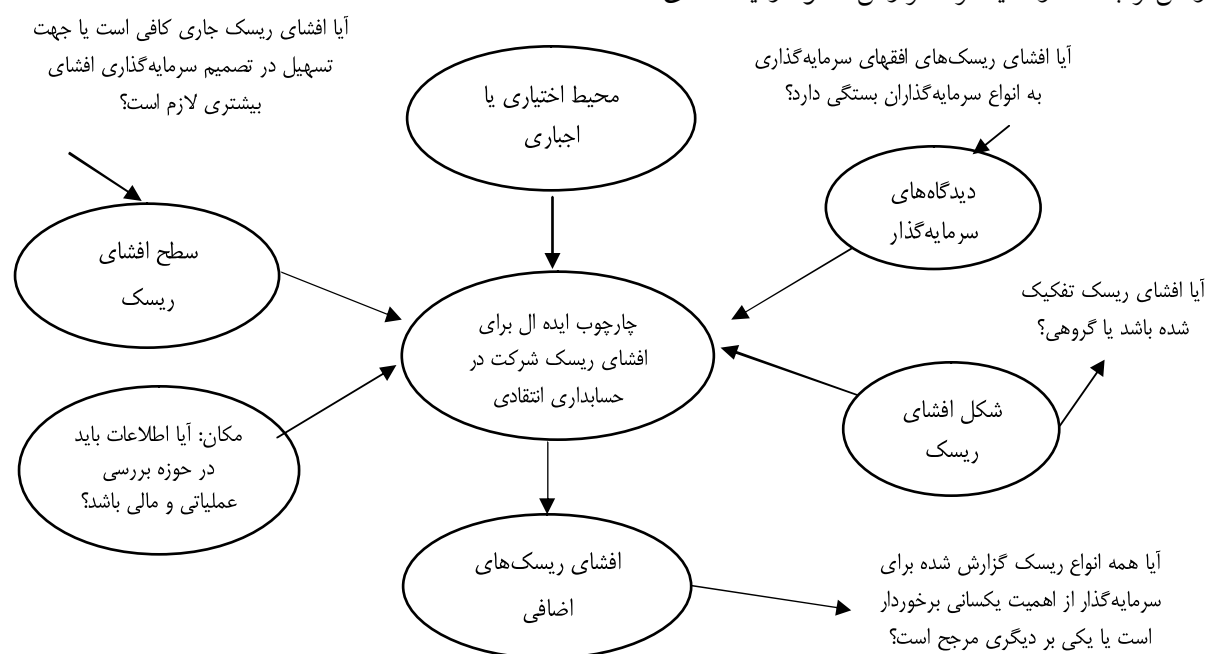 آیا افشای ریسک جاری کافی است یا جهت
تسهیل در تصمیم سرمایه‌گذاری افشای
بیشتری لازم است؟
محیط اختیاری یا
اجباری
آیا افشای ریسک‌های افقهای سرمایه‌گذاری
به انواع سرمایه‌گذاران بستگی دارد؟
دیدگاه‌های
سرمایه‌گذار
سطح افشای
ریسک
چارچوب ایده ال برای
افشای ریسک شرکت در
حسابداری انتقادی
آیا افشای ریسک تفکیک
شده باشد یا گروهی؟
شکل افشای
ریسک
مکان: آیا اطلاعات باید
در حوزه بررسی
عملیاتی و مالی باشد؟
افشای ریسک‌های
اضافی
آیا همه انواع ریسک گزارش شده برای
سرمایه‌گذار از اهمیت یکسانی برخوردار
است یا یکی بر دیگری مرجح است؟